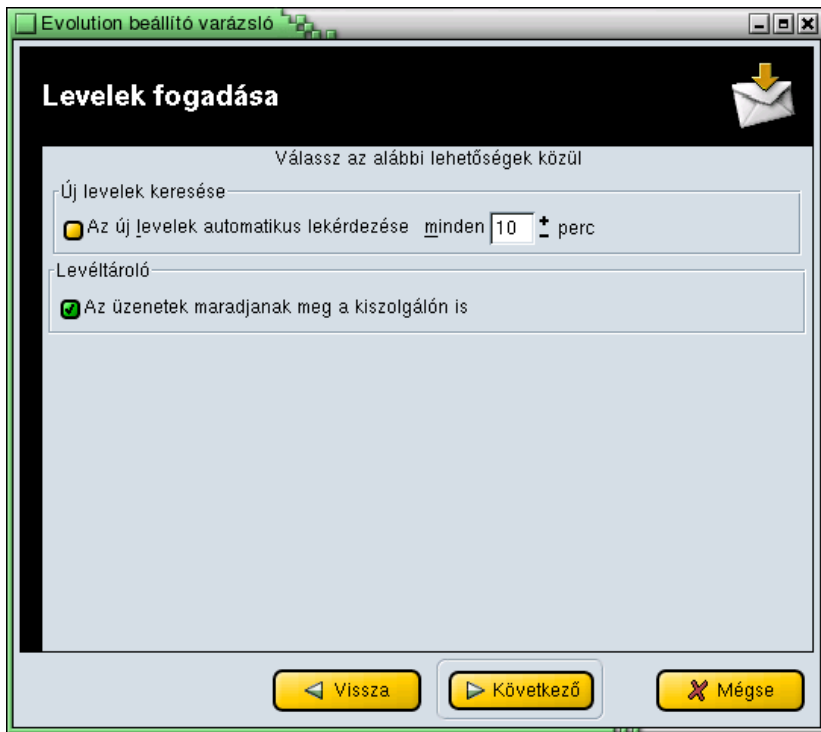 Evolution beállító varázsló
Levelek fogadása
Válassz az alábbi lehetőségek közül
Új levelek keresése
Az új levelek automatikus lekérdezése minden 10 perc
Levéltároló
Az üzenetek maradjanak meg a kiszolgálón is
Vissza Következő Mégse